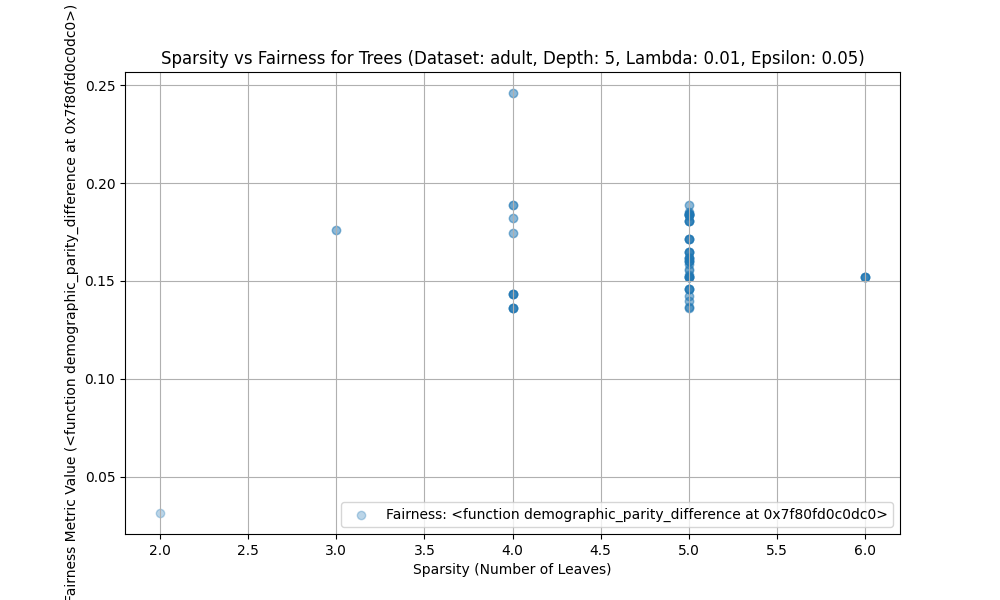 Sparsity vs Fairness for Trees (Dataset: adult, Depth: 5, Lambda: 0.01, Epsilon: 0.05)
Fairness Metric Value (<function demographic_parity_difference at 0x7f80fd0c0dc0>)
0.25
0.20
0.15
0.10
0.05
Fairness: <function demographic_parity_difference at 0x7f80fd0c0dc0>
2.0 2.5 3.0 3.5 4.0 4.5 5.0 5.5 6.0
Sparsity (Number of Leaves)